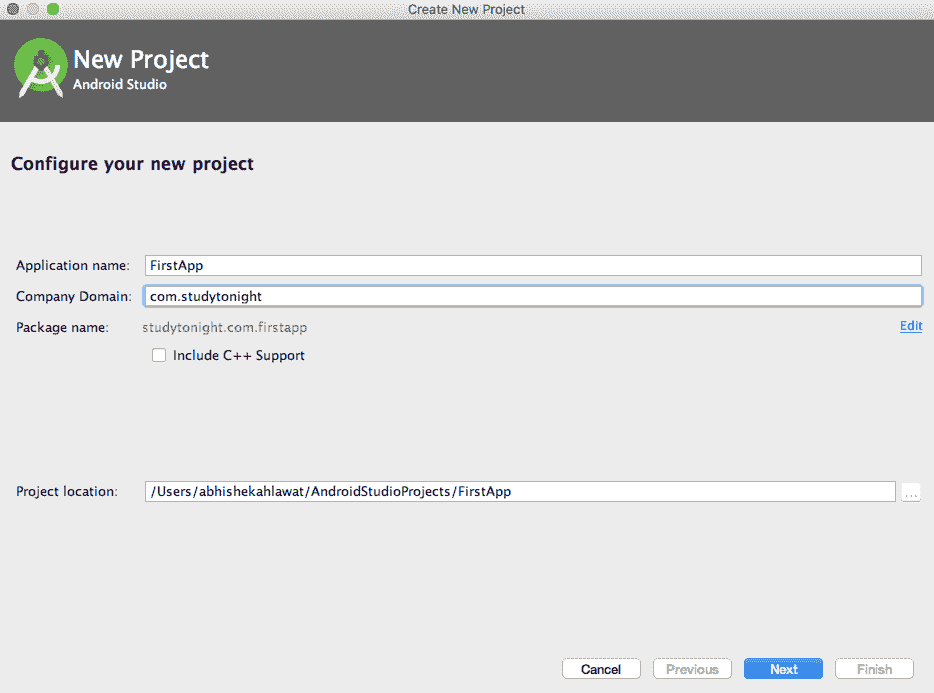 Create New Project
New Project
Android Studio
Configure your new project
Application name: FirstApp
Company Domain: com.studytonight
Package name: studytonight.com.firstapp Edit
Include C++ Support
Project location: /Users/abhishekahlawat/AndroidStudioProjects/FirstApp ...
Cancel Previous Next Finish